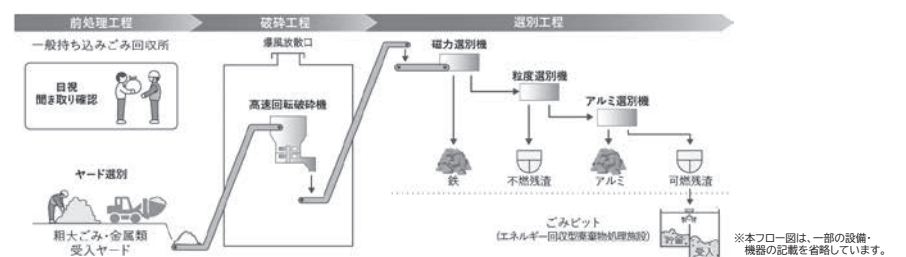 前処理工程
破砕工程
選別工程
一般持ち込みごみ回収所
目視
聞き取り確認
ヤード選別
粗大ごみ・金属類
受入ヤード
爆風放散口
高速回転破砕機
磁力選別機
粒度選別機
アルミ選別機
鉄
不燃残渣
アルミ
可燃残渣
ごみピット
(エネルギー回収型廃棄物処理施設)
貯留
受入
※本フロー図は、一部の設備・
機器の記載を省略しています。